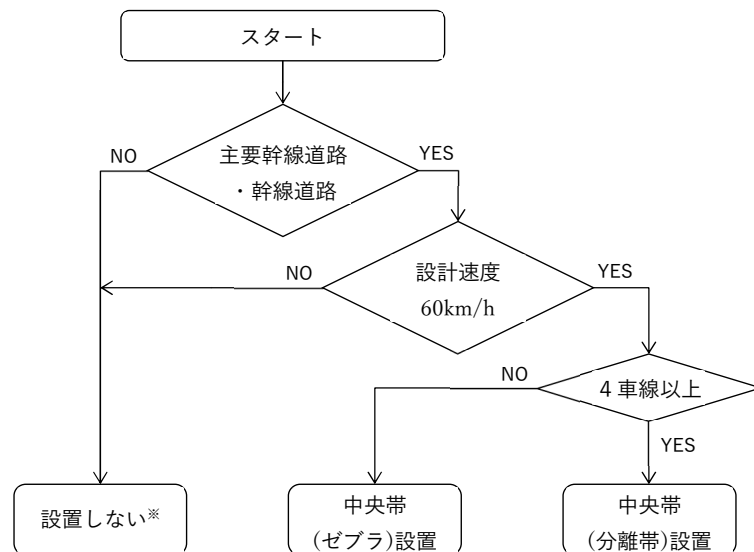 スタート
主要幹線道路
・幹線道路
NO
YES
設計速度
60km/h
NO
YES
4 車線以上
NO
YES
設置しない※
中央帯
(ゼブラ)設置
中央帯
(分離帯)設置